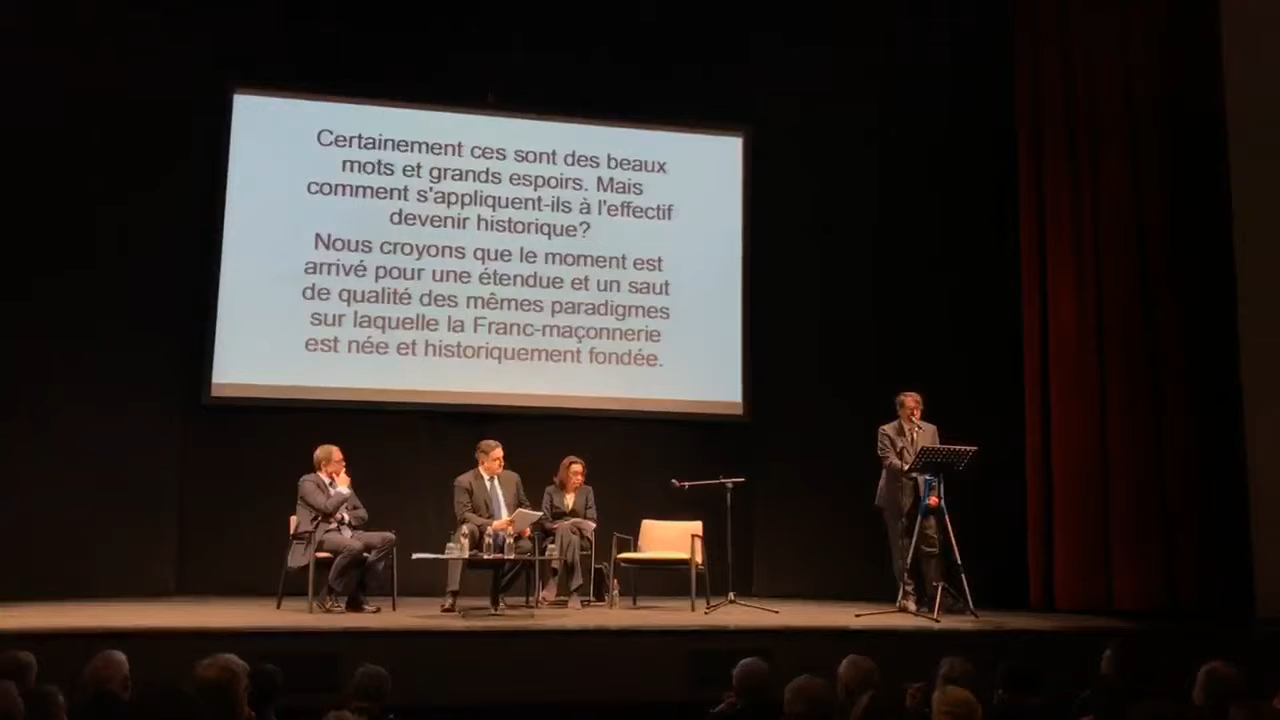 Certainement ces sont des beaux
mots et grands espoirs. Mais
comment s'appliquent-ils à l'effectif
devenir historique?
Nous croyons que le moment est
arrivé pour une étendue et un saut
de qualité des mêmes paradigmes
sur laquelle la Franc-maçonnerie
est née et historiquement fondée.